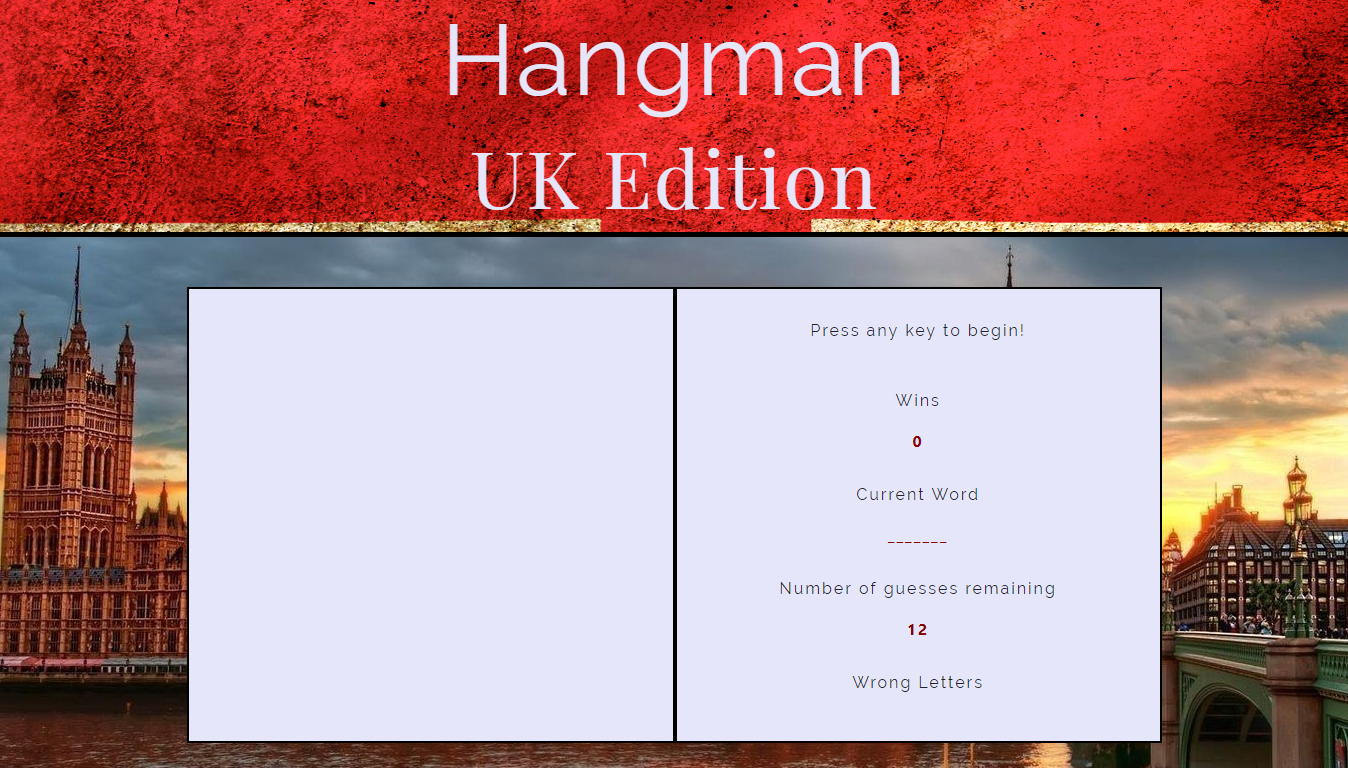 Hangman
UK Edition
Press any key to begin!
Wins
0
Current Word
_______
Number of guesses remaining
12
Wrong Letters